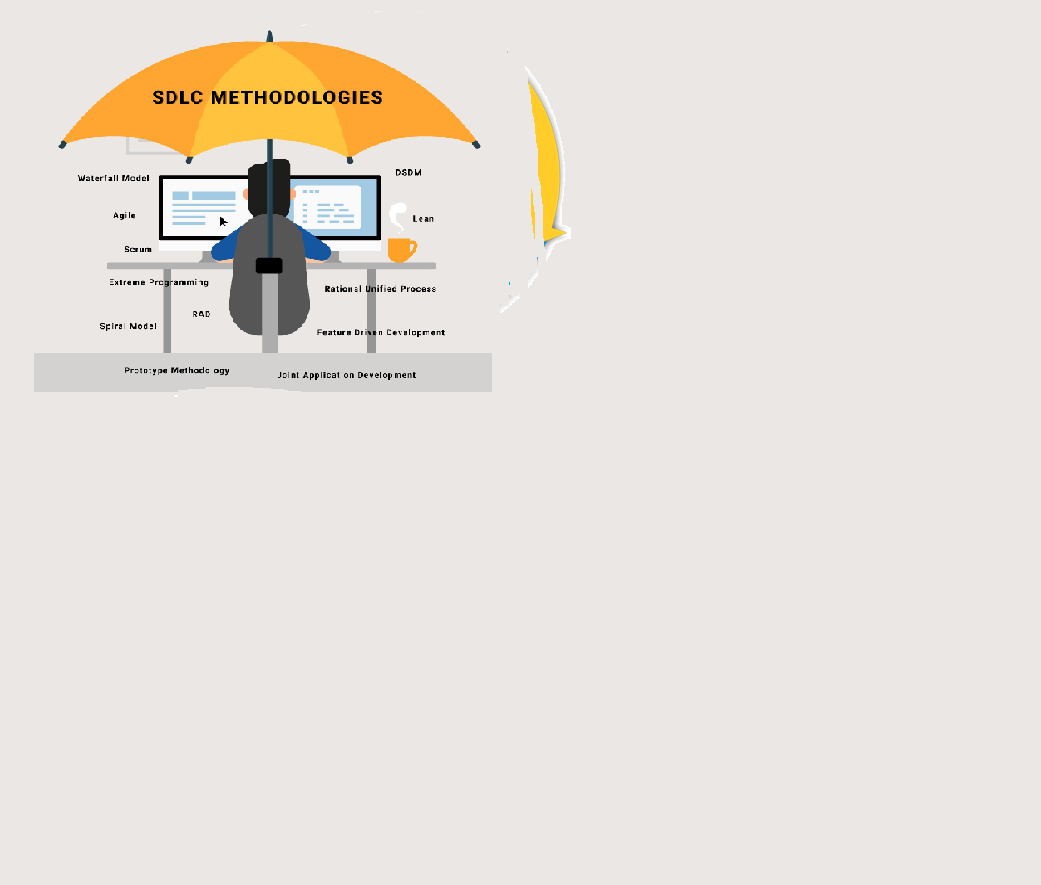 SDLC METHODOLOGIES
Waterfall Model
DSDM
Agile
Lean
Scrum
Extreme Programming
Rational Unified Process
RAD
Spiral Model
Feature Driven Development
Prototype Methodology
Joint Application Development